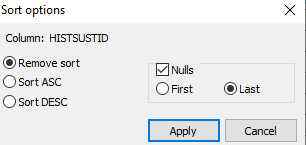 Sort options
Column: HISTSUSTID
Remove sort
Sort ASC
Sort DESC
Nulls
First
Last
Apply
Cancel